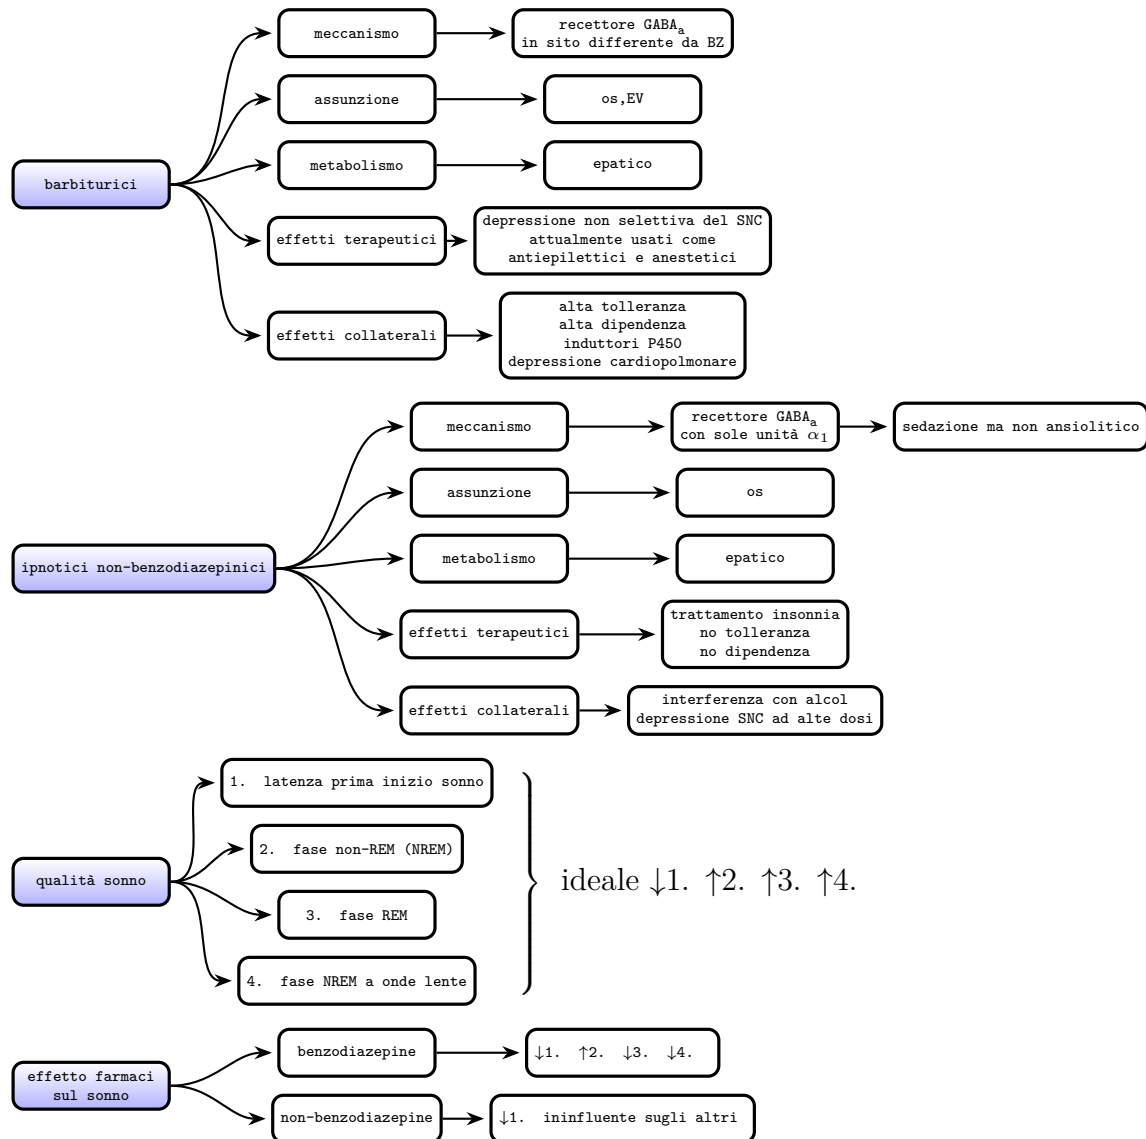 barbiturici
meccanismo
recettore GABAₐ
in sito differente da BZ
assunzione
os,EV
metabolismo
epatico
effetti terapeutici
depressione non selettiva del SNC
attualmente usati come
antiepilettici e anestetici
effetti collaterali
alta tolleranza
alta dipendenza
induttori P450
depressione cardiopolmonare
ipnotici non-benzodiazepinici
meccanismo
recettore GABAₐ
con sole unità α₁
sedazione ma non ansiolitico
assunzione
os
metabolismo
epatico
effetti terapeutici
trattamento insonnia
no tolleranza
no dipendenza
effetti collaterali
interferenza con alcol
depressione SNC ad alte dosi
qualità sonno
1. latenza prima inizio sonno
2. fase non-REM (NREM)
3. fase REM
4. fase NREM a onde lente
ideale ↓1. ↑2. ↑3. ↑4.
effetto farmaci
sul sonno
benzodiazepine
↓1. ↑2. ↓3. ↓4.
non-benzodiazepine
↓1. ininfluente sugli altri